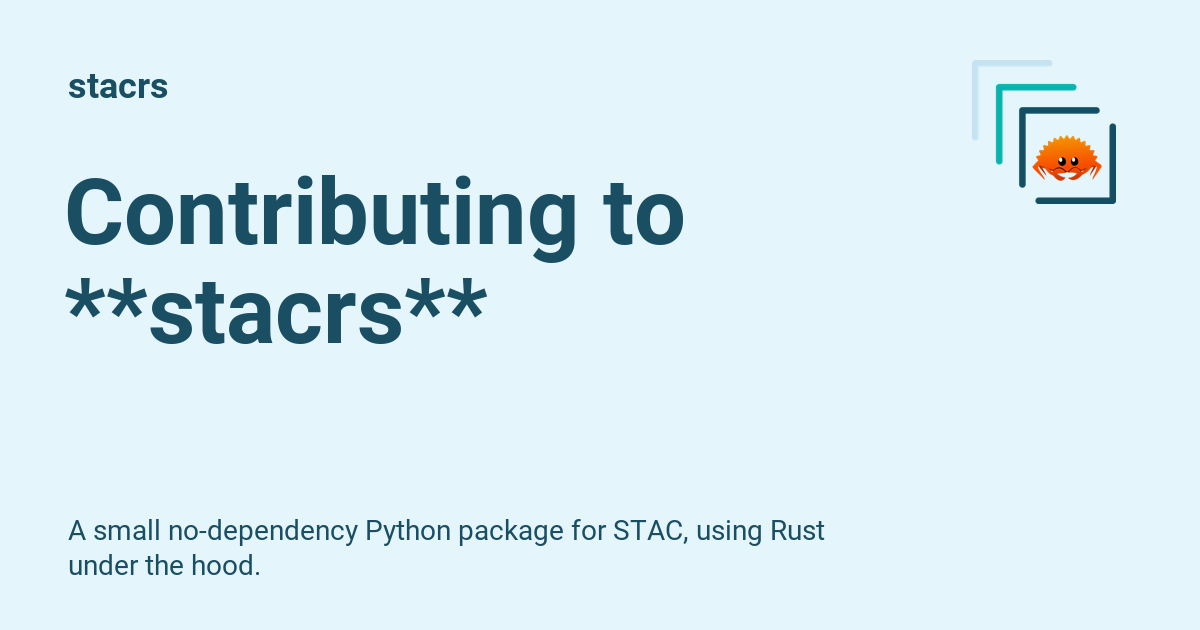 stacrs
Contributing to
**stacrs**
A small no-dependency Python package for STAC, using Rust
under the hood.